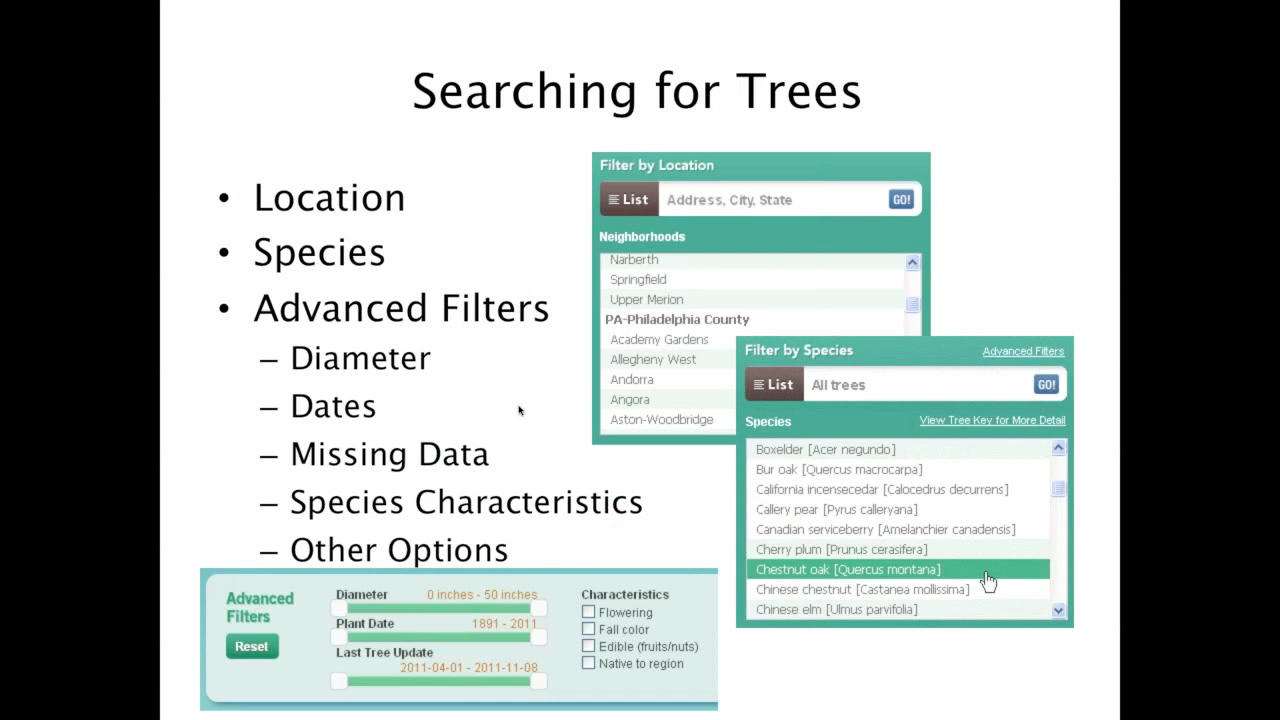 Searching for Trees
• Location
• Species
• Advanced Filters
– Diameter
– Dates
– Missing Data
– Species Characteristics
– Other Options
Filter by Location
List Address, City, State GO!
Neighborhoods
Narberth
Springfield
Upper Merion
PA-Philadelphia County
Academy Gardens
Allegheny West
Andorra
Angora
Aston-Woodbridge
Filter by Species Advanced Filters
List All trees GO!
Species View Tree Key for More Detail
Boxelder [Acer negundo]
Bur oak [Quercus macrocarpa]
California incensecedar [Calocedrus decurrens]
Callery pear [Pyrus calleryana]
Canadian serviceberry [Amelanchier canadensis]
Cherry plum [Prunus cerasifera]
Chestnut oak [Quercus montana]
Chinese chestnut [Castanea mollissima]
Chinese elm [Ulmus parvifolia]
Advanced
Filters
Reset
Diameter 0 inches - 50 inches
Plant Date 1891 - 2011
Last Tree Update
2011-04-01 - 2011-11-08
Characteristics
Flowering
Fall color
Edible (fruits/nuts)
Native to region